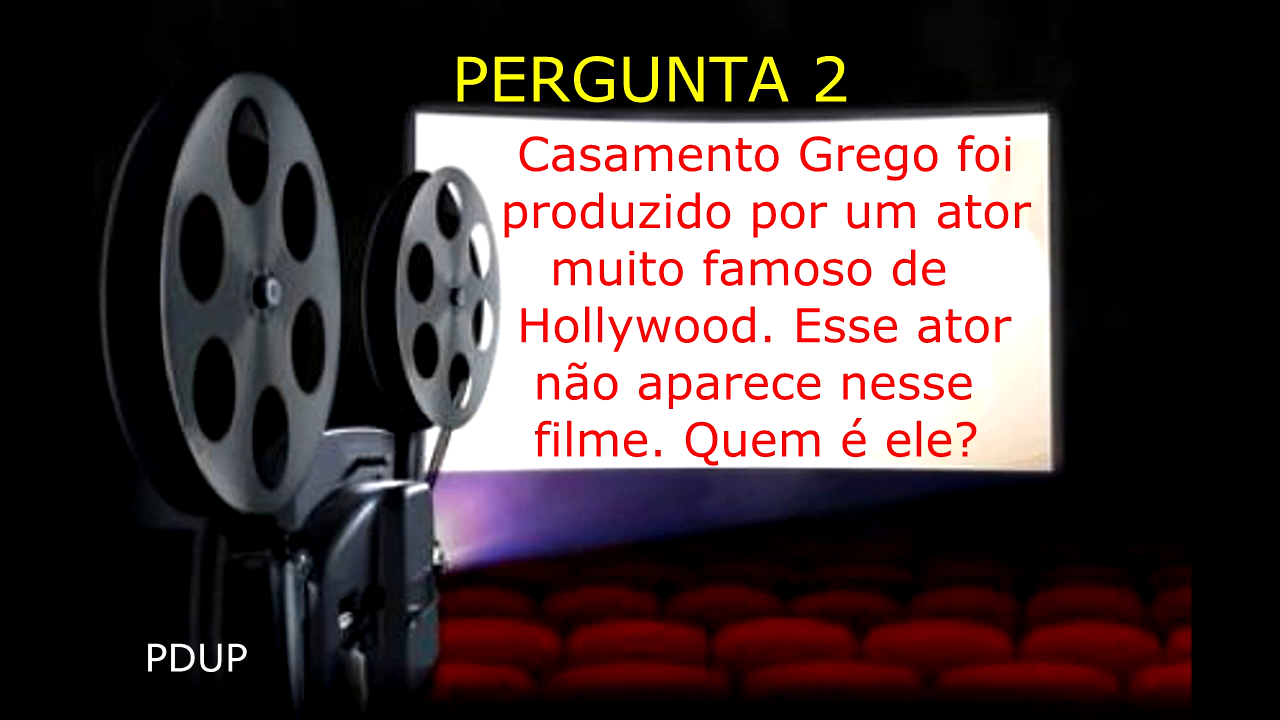 PERGUNTA 2
Casamento Grego foi
produzido por um ator
muito famoso de
Hollywood. Esse ator
não aparece nesse
filme. Quem é ele?
PDUP